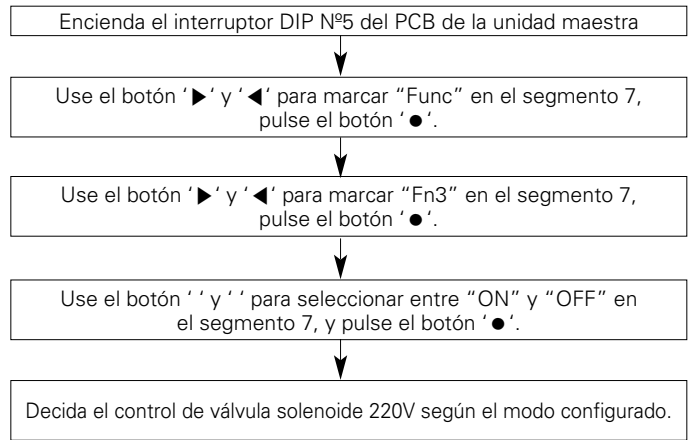 Encienda el interruptor DIP Nº5 del PCB de la unidad maestra
Use el botón ‘▶‘ y ‘◀‘ para marcar “Func” en el segmento 7,
pulse el botón ‘●‘.
Use el botón ‘▶‘ y ‘◀‘ para marcar “Fn3” en el segmento 7,
pulse el botón ‘●‘.
Use el botón ‘ ‘ y ‘ ‘ para seleccionar entre “ON” y “OFF” en
el segmento 7, y pulse el botón ‘●‘.
Decida el control de válvula solenoide 220V según el modo configurado.